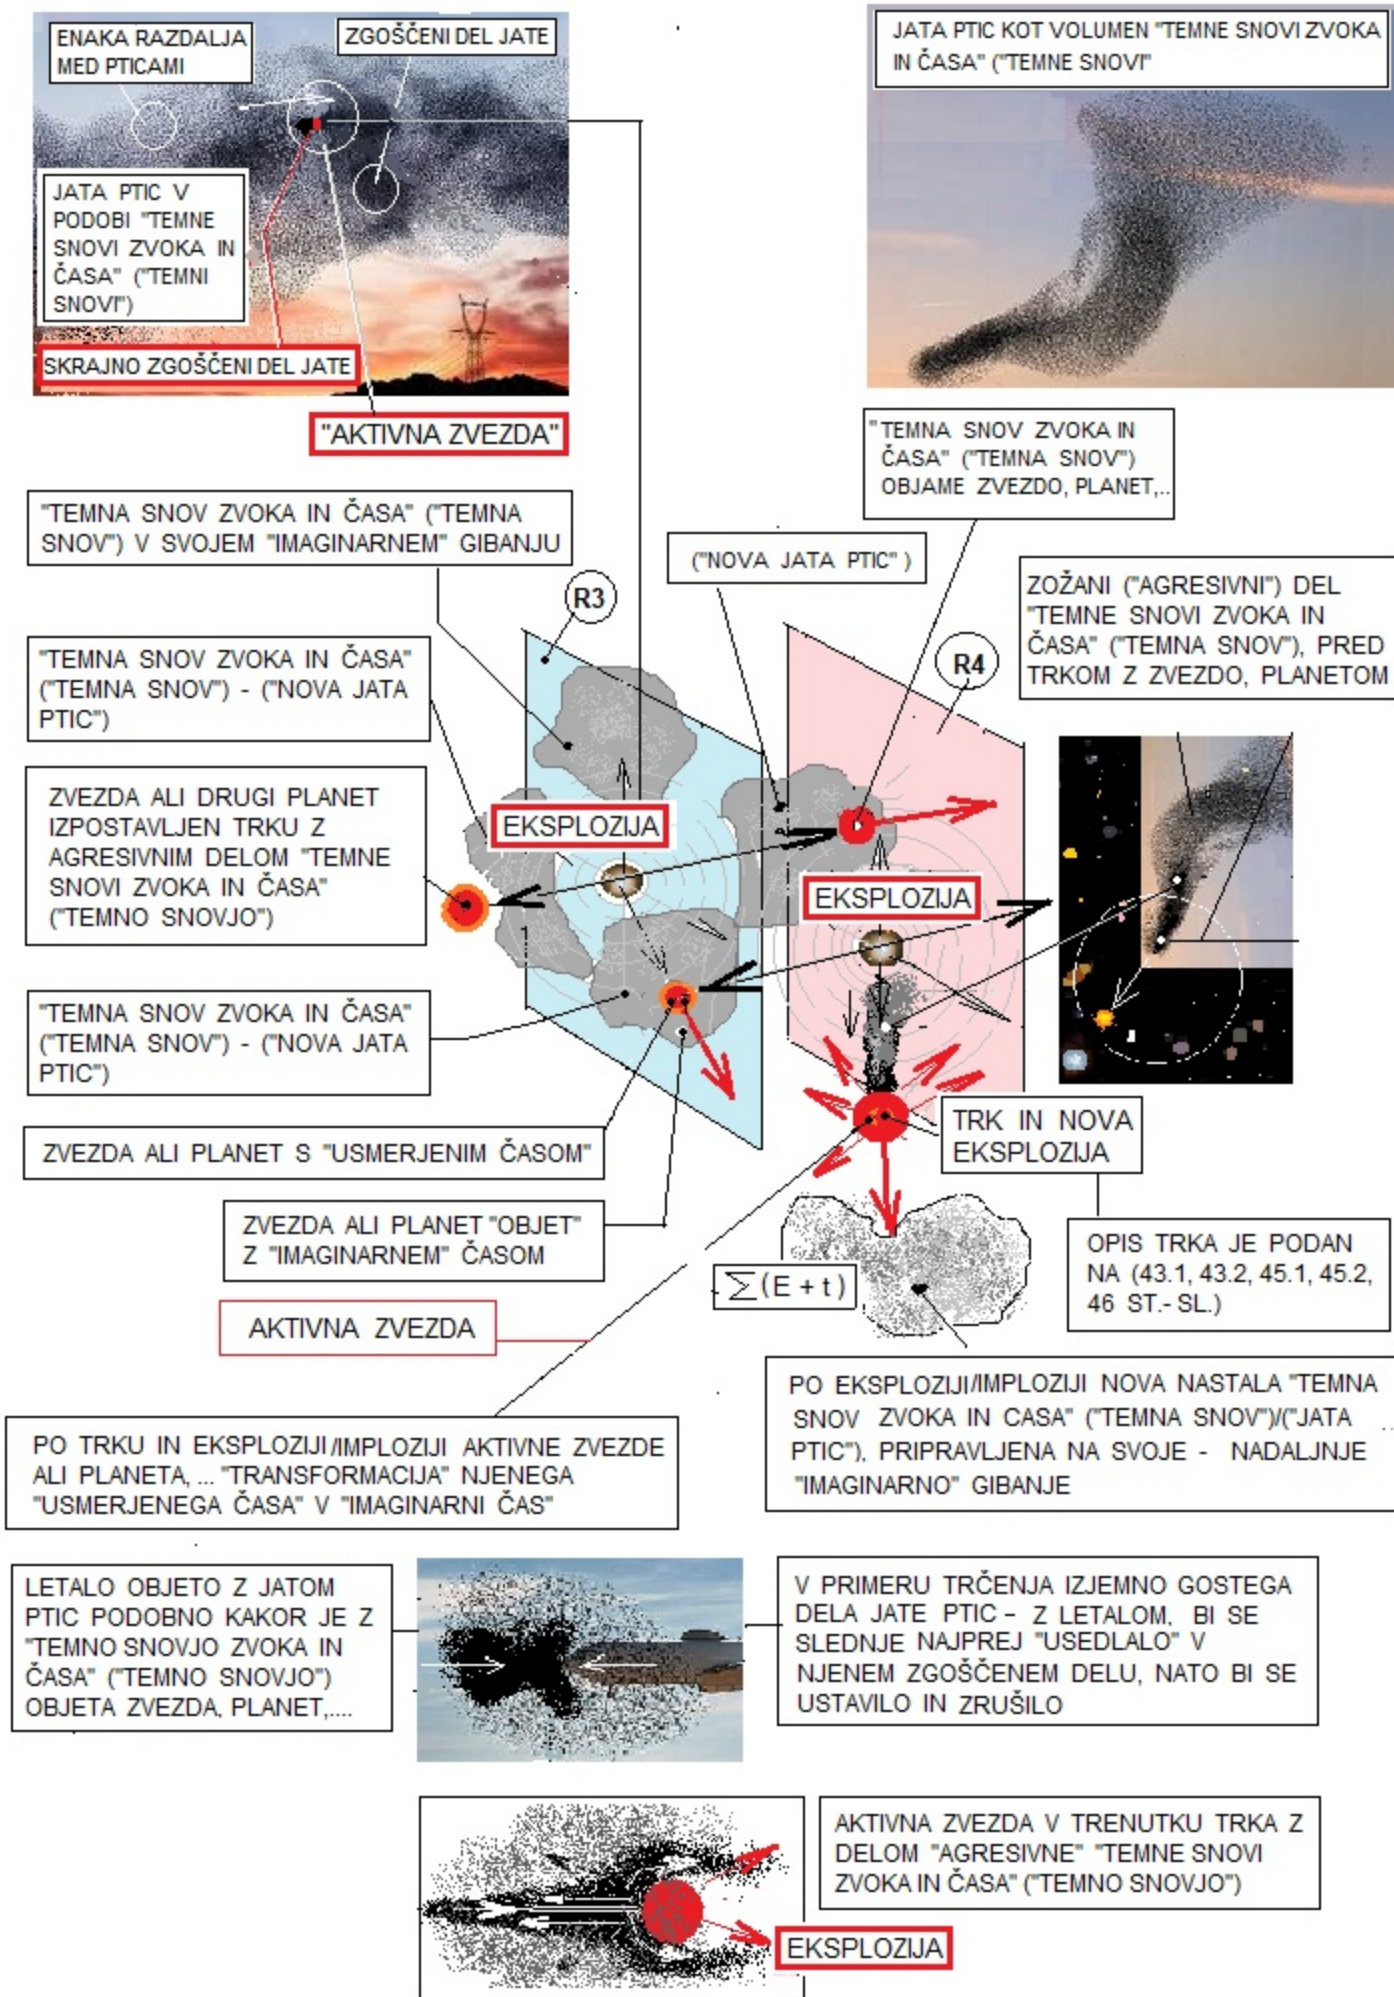 ENAKA RAZDALJA
MED PTICAMI
ZGOŠČENI DEL JATE
JATA PTIC V
PODOBI "TEMNE
SNOVI ZVOKA IN
ČASA" ("TEMNI
SNOVI")
SKRAJNO ZGOŠČENI DEL JATE
"AKTIVNA ZVEZDA"
JATA PTIC KOT VOLUMEN "TEMNE SNOVI ZVOKA
IN ČASA" ("TEMNE SNOVI"
"TEMNA SNOV ZVOKA IN
ČASA" ("TEMNA SNOV")
OBJAME ZVEZDO, PLANET,..
"TEMNA SNOV ZVOKA IN ČASA" ("TEMNA
SNOV") V SVOJEM "IMAGINARNEM" GIBANJU
("NOVA JATA PTIC" )
R3
ZOŽANI ("AGRESIVNI") DEL
"TEMNE SNOVI ZVOKA IN
ČASA" ("TEMNA SNOV"), PRED
TRKOM Z ZVEZDO, PLANETOM
R4
"TEMNA SNOV ZVOKA IN ČASA"
("TEMNA SNOV") - ("NOVA JATA
PTIC")
ZVEZDA ALI DRUGI PLANET
IZPOSTAVLJEN TRKU Z
AGRESIVNIM DELOM "TEMNE
SNOVI ZVOKA IN ČASA"
("TEMNO SNOVJO")
EKSPLOZIJA
EKSPLOZIJA
"TEMNA SNOV ZVOKA IN ČASA"
("TEMNA SNOV") - ("NOVA JATA
PTIC")
ZVEZDA ALI PLANET S "USMERJENIM ČASOM"
TRK IN NOVA
EKSPLOZIJA
ZVEZDA ALI PLANET "OBJET"
Z "IMAGINARNEM" ČASOM
∑(E + t)
OPIS TRKA JE PODAN
NA (43.1, 43.2, 45.1, 45.2,
46 ST.- SL.)
AKTIVNA ZVEZDA
PO EKSPLOZIJI/IMPLOZIJI NOVA NASTALA "TEMNA
SNOV ZVOKA IN CASA" ("TEMNA SNOV")/("JATA
PTIC"), PRIPRAVLJENA NA SVOJE - NADALJNJE
"IMAGINARNO" GIBANJE
PO TRKU IN EKSPLOZIJI/IMPLOZIJI AKTIVNE ZVEZDE
ALI PLANETA, ... "TRANSFORMACIJA" NJENEGA
"USMERJENEGA ČASA" V "IMAGINARNI ČAS"
LETALO OBJETO Z JATOM
PTIC PODOBNO KAKOR JE Z
"TEMNO SNOVJO ZVOKA IN
ČASA" ("TEMNO SNOVJO")
OBJETA ZVEZDA, PLANET,....
V PRIMERU TRČENJA IZJEMNO GOSTEGA
DELA JATE PTIC – Z LETALOM, BI SE
SLEDNJE NAJPREJ "USEDLALO" V
NJENEM ZGOŠČENEM DELU, NATO BI SE
USTAVILO IN ZRUŠILO
AKTIVNA ZVEZDA V TRENUTKU TRKA Z
DELOM "AGRESIVNE" "TEMNE SNOVI
ZVOKA IN ČASA" ("TEMNO SNOVJO")
EKSPLOZIJA